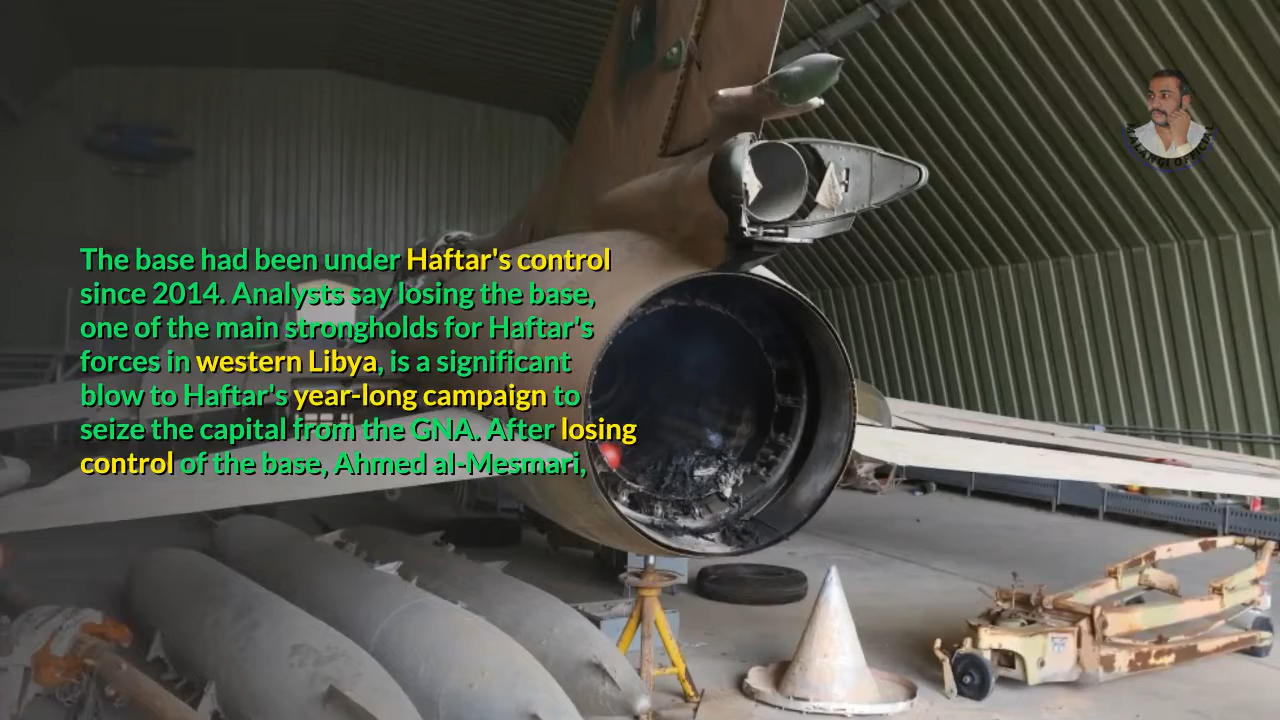 The base had been under Haftar's control
since 2014. Analysts say losing the base,
one of the main strongholds for Haftar's
forces in western Libya, is a significant
blow to Haftar's year-long campaign to
seize the capital from the GNA. After losing
control of the base, Ahmed al-Mesmari,
MALANGI OFFICIAL